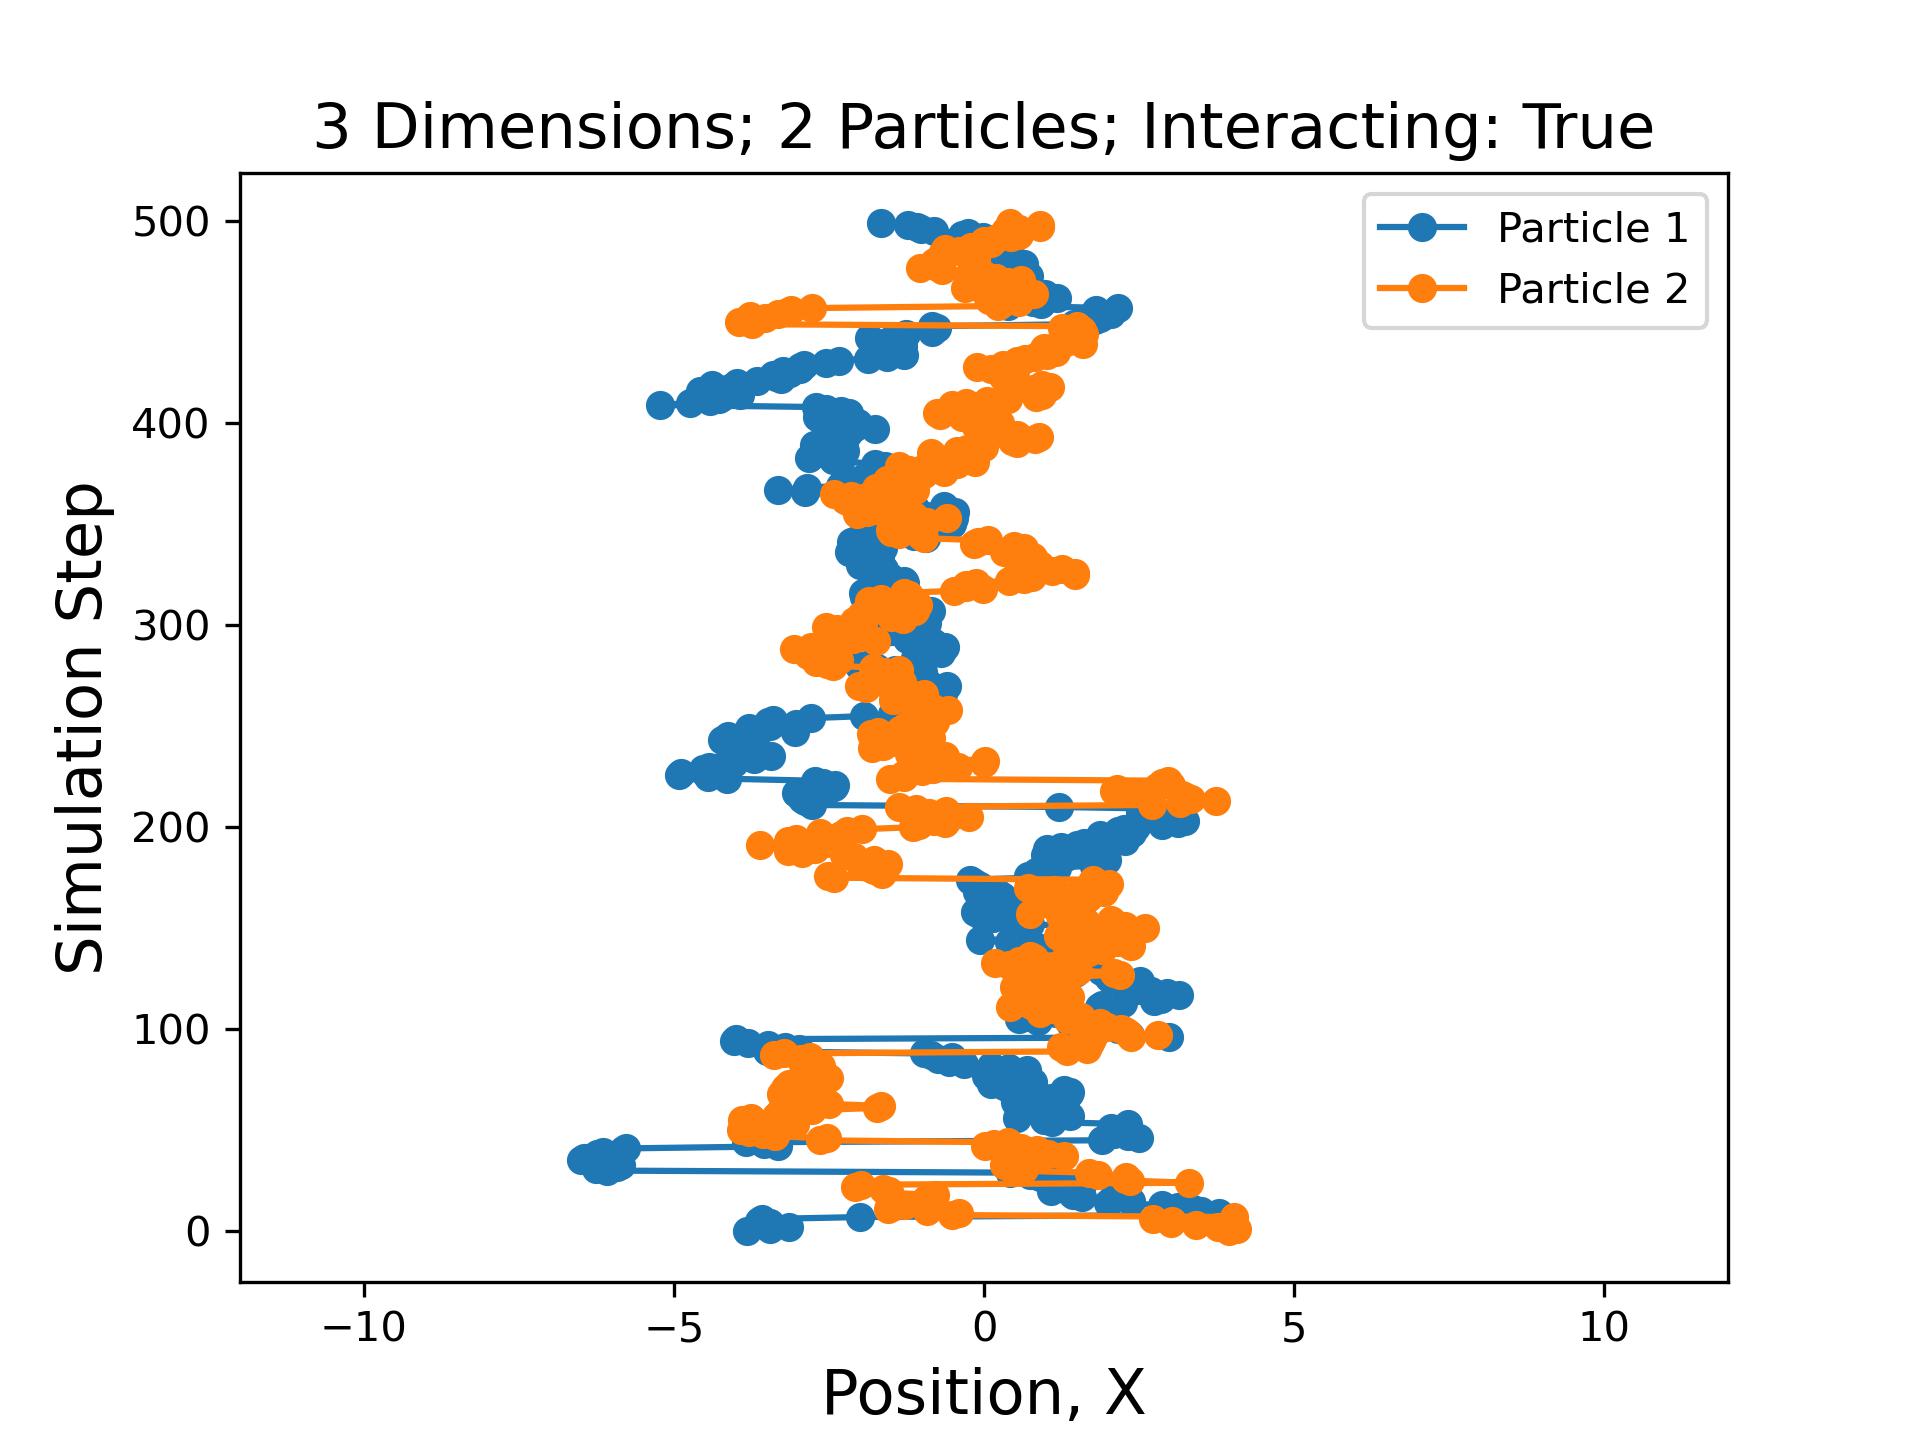 3 Dimensions; 2 Particles; Interacting: True
Particle 1
Particle 2
Simulation Step
500
400
300
200
100
0
−10
−5
0
5
10
Position, X